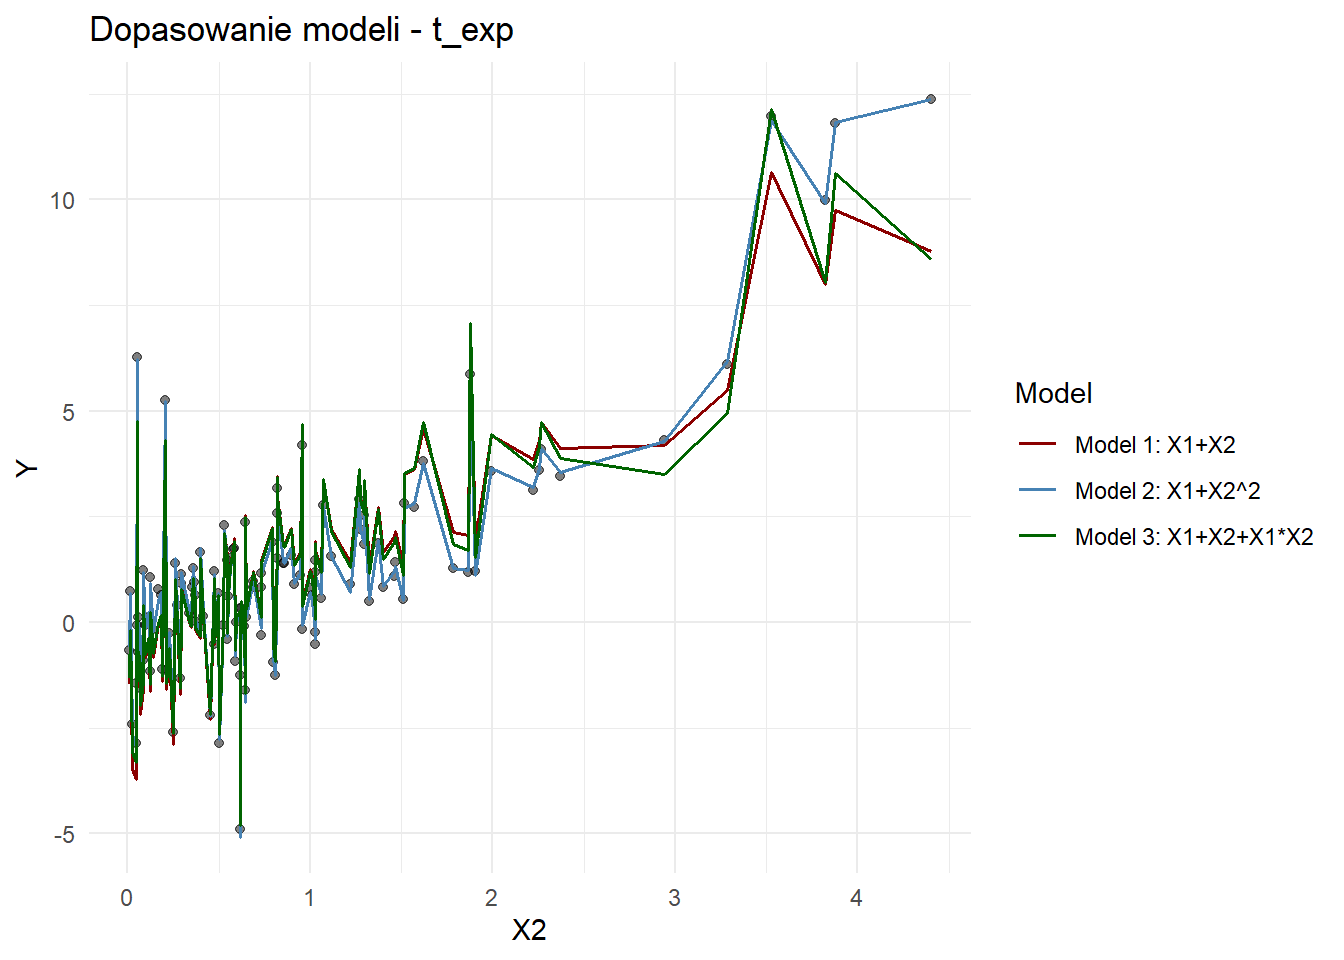 Dopasowanie modeli - t_exp
Y
10
5
0
-5
0
1
2
3
4
X2
Model
Model 1: X1+X2
Model 2: X1+X2^2
Model 3: X1+X2+X1*X2